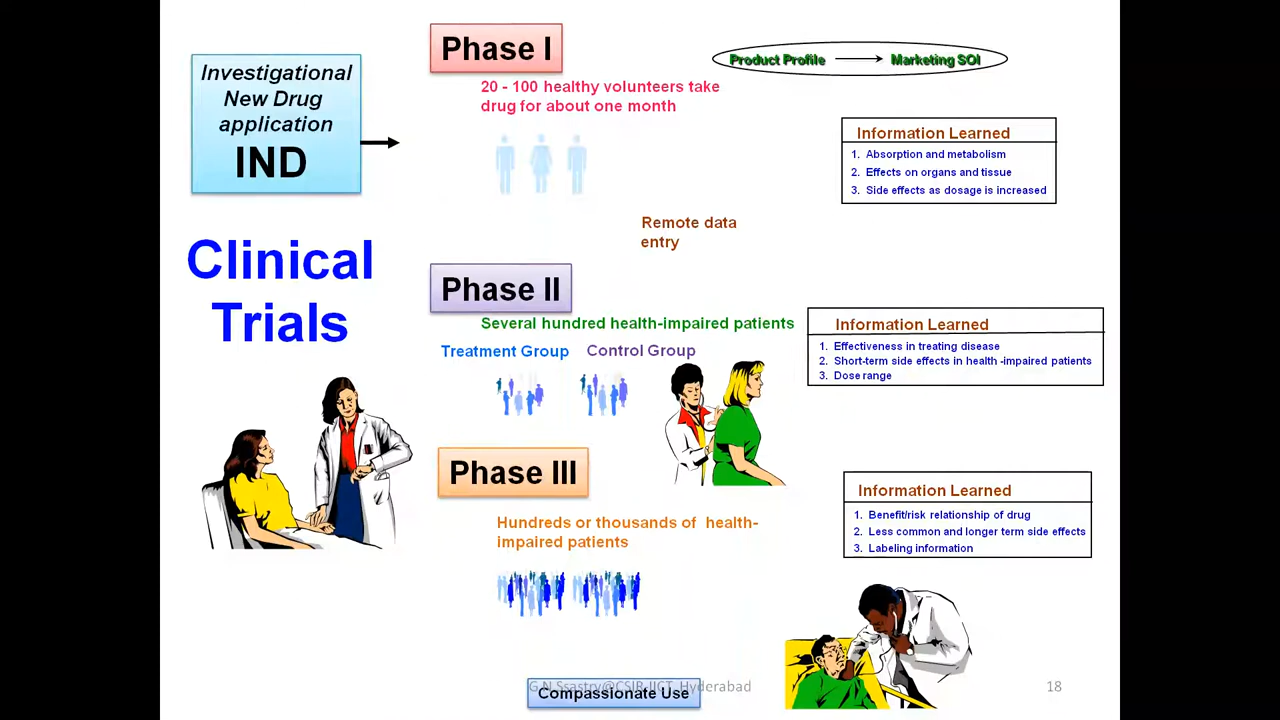 Investigational
New Drug
application
IND
Clinical
Trials
Phase I
20 - 100 healthy volunteers take
drug for about one month
Product Profile Marketing SOI
Information Learned
1. Absorption and metabolism
2. Effects on organs and tissue
3. Side effects as dosage is increased
Remote data
entry
Phase II
Several hundred health-impaired patients
Treatment Group Control Group
Information Learned
1. Effectiveness in treating disease
2. Short-term side effects in health -impaired patients
3. Dose range
Phase III
Hundreds or thousands of health-
impaired patients
Information Learned
1. Benefit/risk relationship of drug
2. Less common and longer term side effects
3. Labeling information
G.N.Ssastry@CSIR-IICT, Hyderabad
Compassionate Use
18